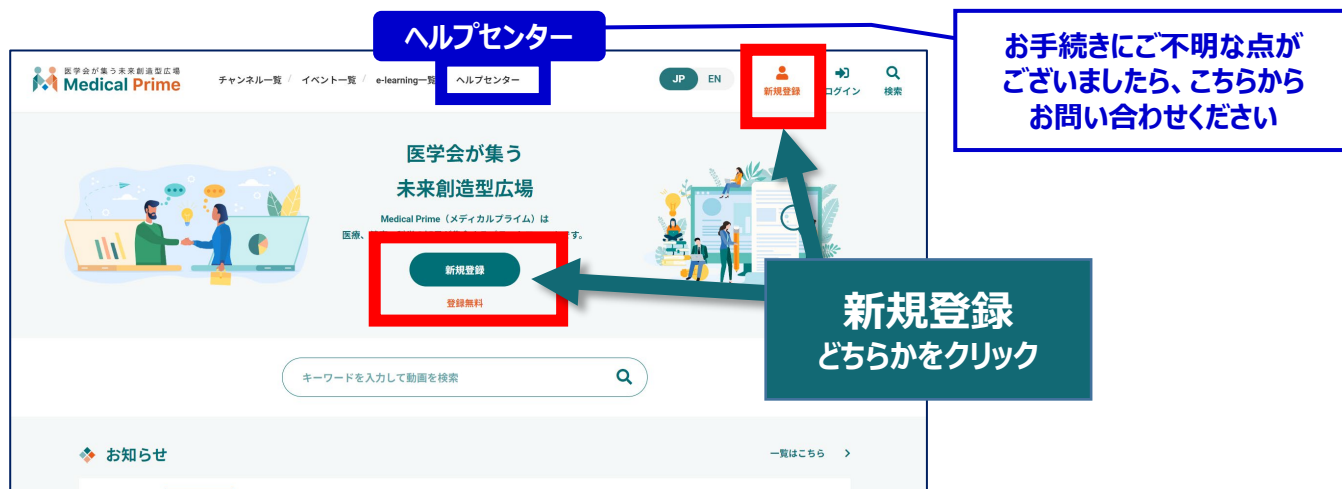 ヘルプセンター
お手続きにご不明な点が
ございましたら、こちらから
お問い合わせください
医学会が集う未来創造型広場
Medical Prime
チャンネル一覧 / イベント一覧 / e-learning一覧 ヘルプセンター
JP EN
新規登録
ログイン
検索
医学会が集う
未来創造型広場
Medical Prime（メディカルプライム）は
医療、
す。
新規登録
登録無料
新規登録
どちらかをクリック
キーワードを入力して動画を検索
お知らせ
一覧はこちら >